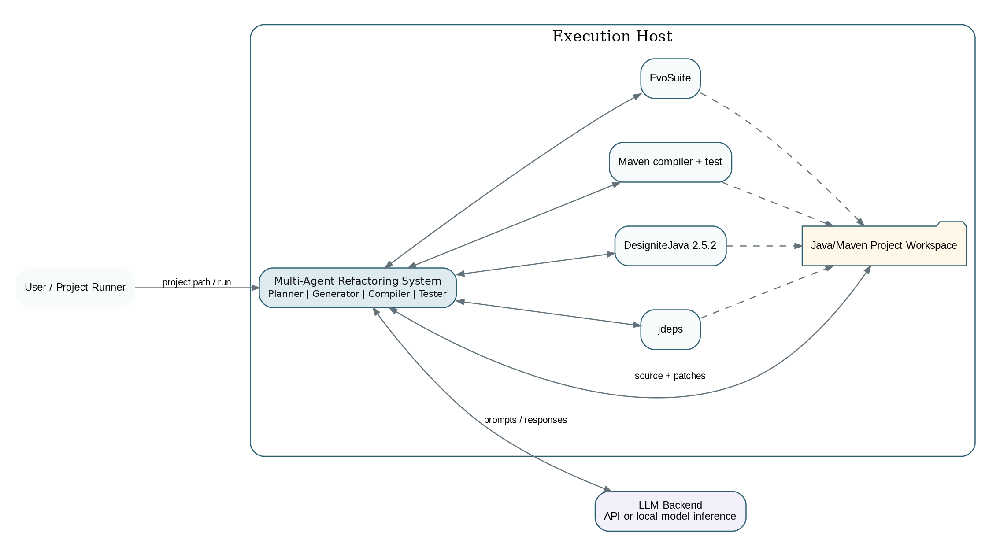 Execution Host
EvoSuite
Maven compiler + test
DesigniteJava 2.5.2
Java/Maven Project Workspace
User / Project Runner
project path / run
Multi-Agent Refactoring System
Planner | Generator | Compiler | Tester
jdeps
source + patches
prompts / responses
LLM Backend
API or local model inference